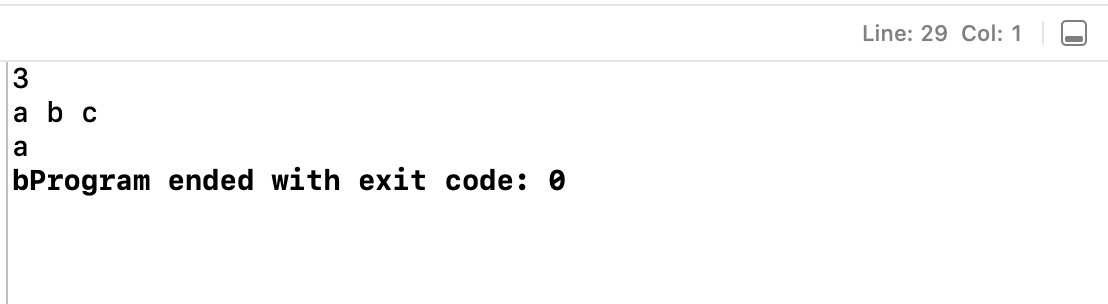 Line: 29 Col: 1
3
a b c
a
bProgram ended with exit code: 0